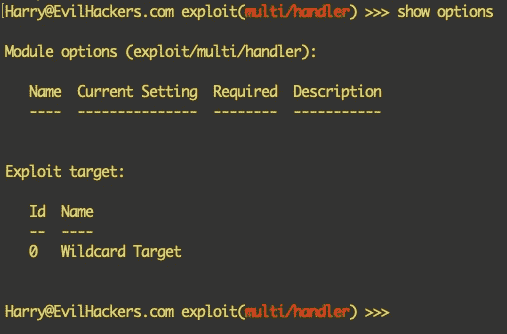 Harry@EvilHackers.com exploit(multi/handler) >>> show options
Module options (exploit/multi/handler):
Name Current Setting Required Description
---- --------------- -------- -----------
Exploit target:
Id Name
-- ----
0 Wildcard Target
Harry@EvilHackers.com exploit(multi/handler) >>>